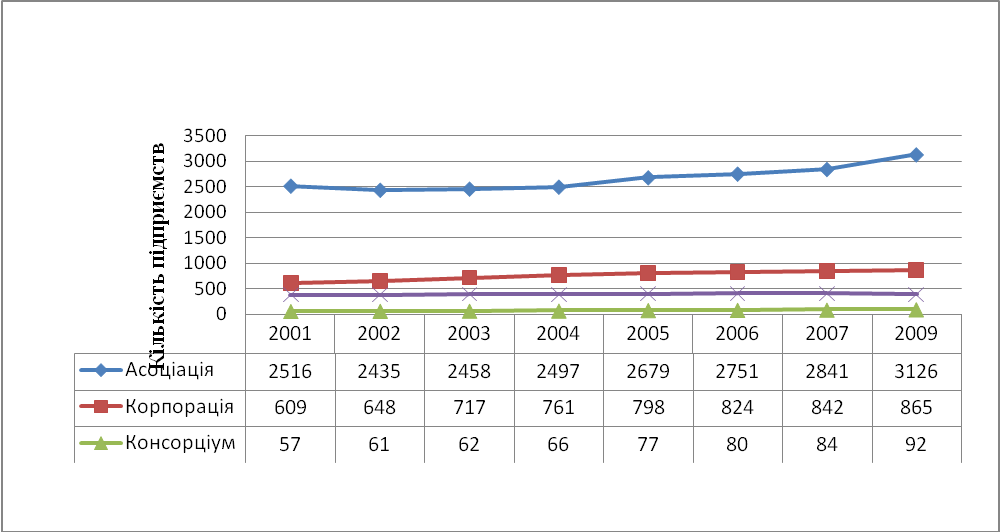 Кількість підприємств
3500
3000
2500
2000
1500
1000
500
0
2001 2002 2003 2004 2005 2006 2007 2009
Асоціація 2516 2435 2458 2497 2679 2751 2841 3126
Корпорація 609 648 717 761 798 824 842 865
Консорціум 57 61 62 66 77 80 84 92